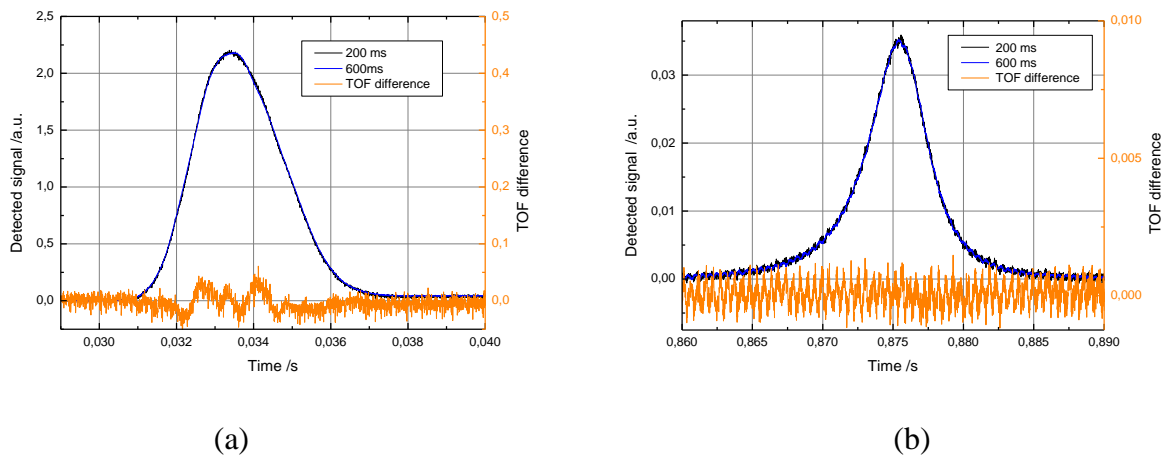 2,5
2,0
1,5
1,0
0,5
0,0
Detected signal /a.u.
200 ms
600ms
TOF difference
0,5
0,4
0,3
0,2
0,1
0,0
TOF difference
0,030 0,032 0,034 0,036 0,038 0,040
Time /s
(a)
0,03
0,02
0,01
0,00
Detected signal /a.u.
200 ms
600 ms
TOF difference
0,010
0,005
0,000
TOF difference
0,860 0,865 0,870 0,875 0,880 0,885 0,890
Time /s
(b)